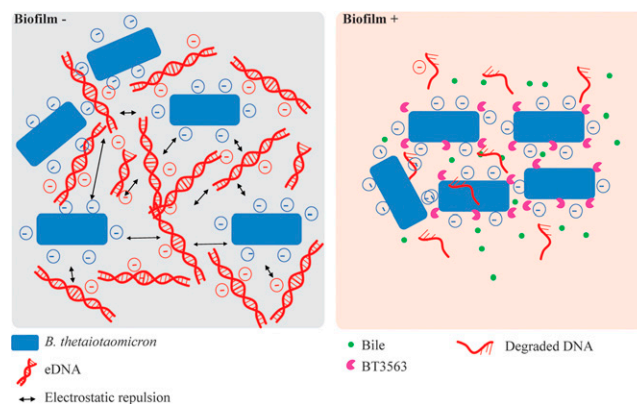 Biofilm -
Biofilm +
B. thetaiotaomicron
eDNA
Electrostatic repulsion
Bile
BT3563
Degraded DNA